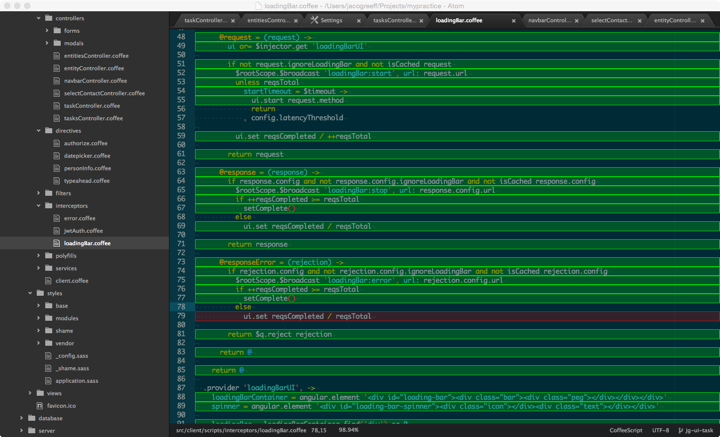 loadingBar.coffee - /Users/jacogreeff/Projects/mypractice - Atom
controllers
forms
modals
entitiesController.coffee
entityController.coffee
navbarController.coffee
selectContactController.coffee
taskController.coffee
tasksController.coffee
directives
authorize.coffee
datepicker.coffee
personInfo.coffee
typeahead.coffee
filters
interceptors
error.coffee
jwtAuth.coffee
loadingBar.coffee
polyfills
services
client.coffee
styles
base
modules
shame
vendor
_config.sass
_shame.sass
application.sass
views
favicon.ico
database
server
taskController.... ×
entitiesContro... ×
Settings ×
tasksControlle... ×
loadingBar.coffee ×
navbarControl... ×
selectContact... ×
entityControll... ×
48 @request = (request) ->
49 ui or= $injector.get 'loadingBarUI'
50
51 if not request.ignoreLoadingBar and not isCached request
52 $rootScope.$broadcast 'loadingBar:start', url: request.url
53 unless reqsTotal
54 startTimeout = $timeout ->
55 ui.start request.method
56 return
57 , config.latencyThreshold
58
59 ui.set reqsCompleted / ++reqsTotal
60
61 return request
62
63 @response = (response) ->
64 if response.config and not response.config.ignoreLoadingBar and not isCached response.config
65 $rootScope.$broadcast 'loadingBar:stop', url: response.config.url
66 if ++reqsCompleted >= reqsTotal
67 setComplete()
68 else
69 ui.set reqsCompleted / reqsTotal
70
71 return response
72
73 @responseError = (rejection) ->
74 if rejection.config and not rejection.config.ignoreLoadingBar and not isCached rejection.config
75 $rootScope.$broadcast 'loadingBar:error', url: rejection.config.url
76 if ++reqsCompleted >= reqsTotal
77 setComplete()
78 else
79 ui.set reqsCompleted / reqsTotal
80
81 return $q.reject rejection
82
83 return @
84
85 return @
86
87 .provider 'loadingBarUI', ->
88 loadingBarContainer = angular.element '<div id="loading-bar"><div class="bar"><div class="peg"></div></div></div>'
89 spinner = angular.element '<div id="loading-bar-spinner"><div class="icon"></div><div class="text"></div></div>'
90
src/client/scripts/interceptors/loadingBar.coffee 78,15 98.94%
CoffeeScript UTF-8 jg-ui-task